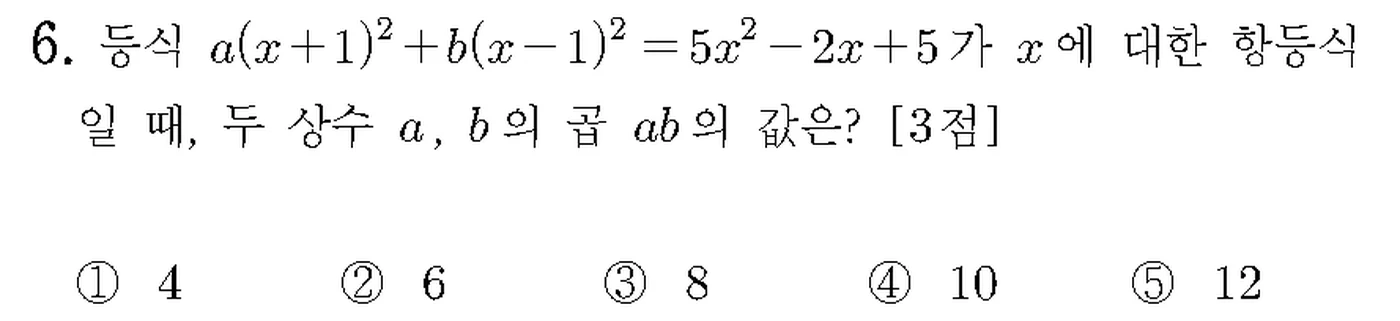 6. 등식 a(x+1)²+b(x-1)²=5x²-2x+5가 x에 대한 항등식
일 때, 두 상수 a, b의 곱 ab의 값은? [3점]
① 4 ② 6 ③ 8 ④ 10 ⑤ 12